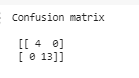 Confusion matrix
[[ 4  0]
[ 0 13]]